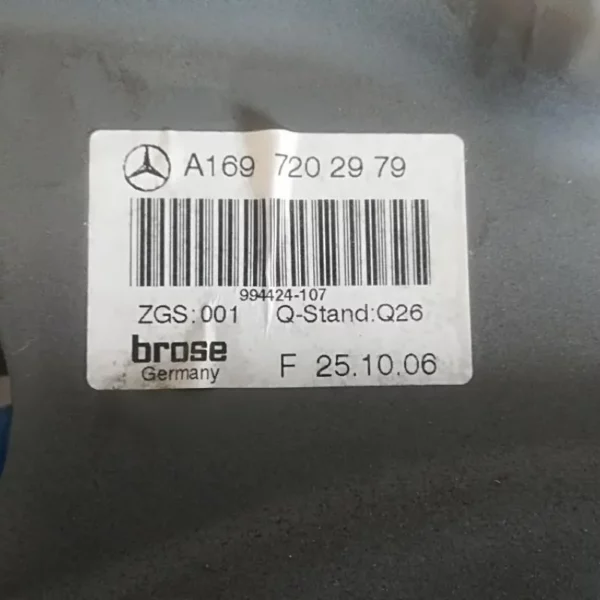 A169 720 29 79
994424-107
ZGS:001 Q-Stand:Q26
brose
Germany F 25.10.06